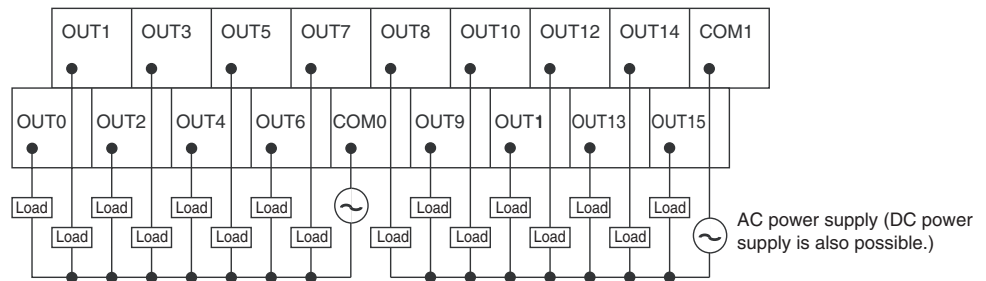 OUT1 OUT3 OUT5 OUT7 OUT8 OUT10 OUT12 OUT14 COM1
OUT0 OUT2 OUT4 OUT6 COM0 OUT9 OUT1 OUT13 OUT15
Load Load Load Load Load Load Load Load
Load Load Load Load Load Load Load Load
AC power supply (DC power
supply is also possible.)